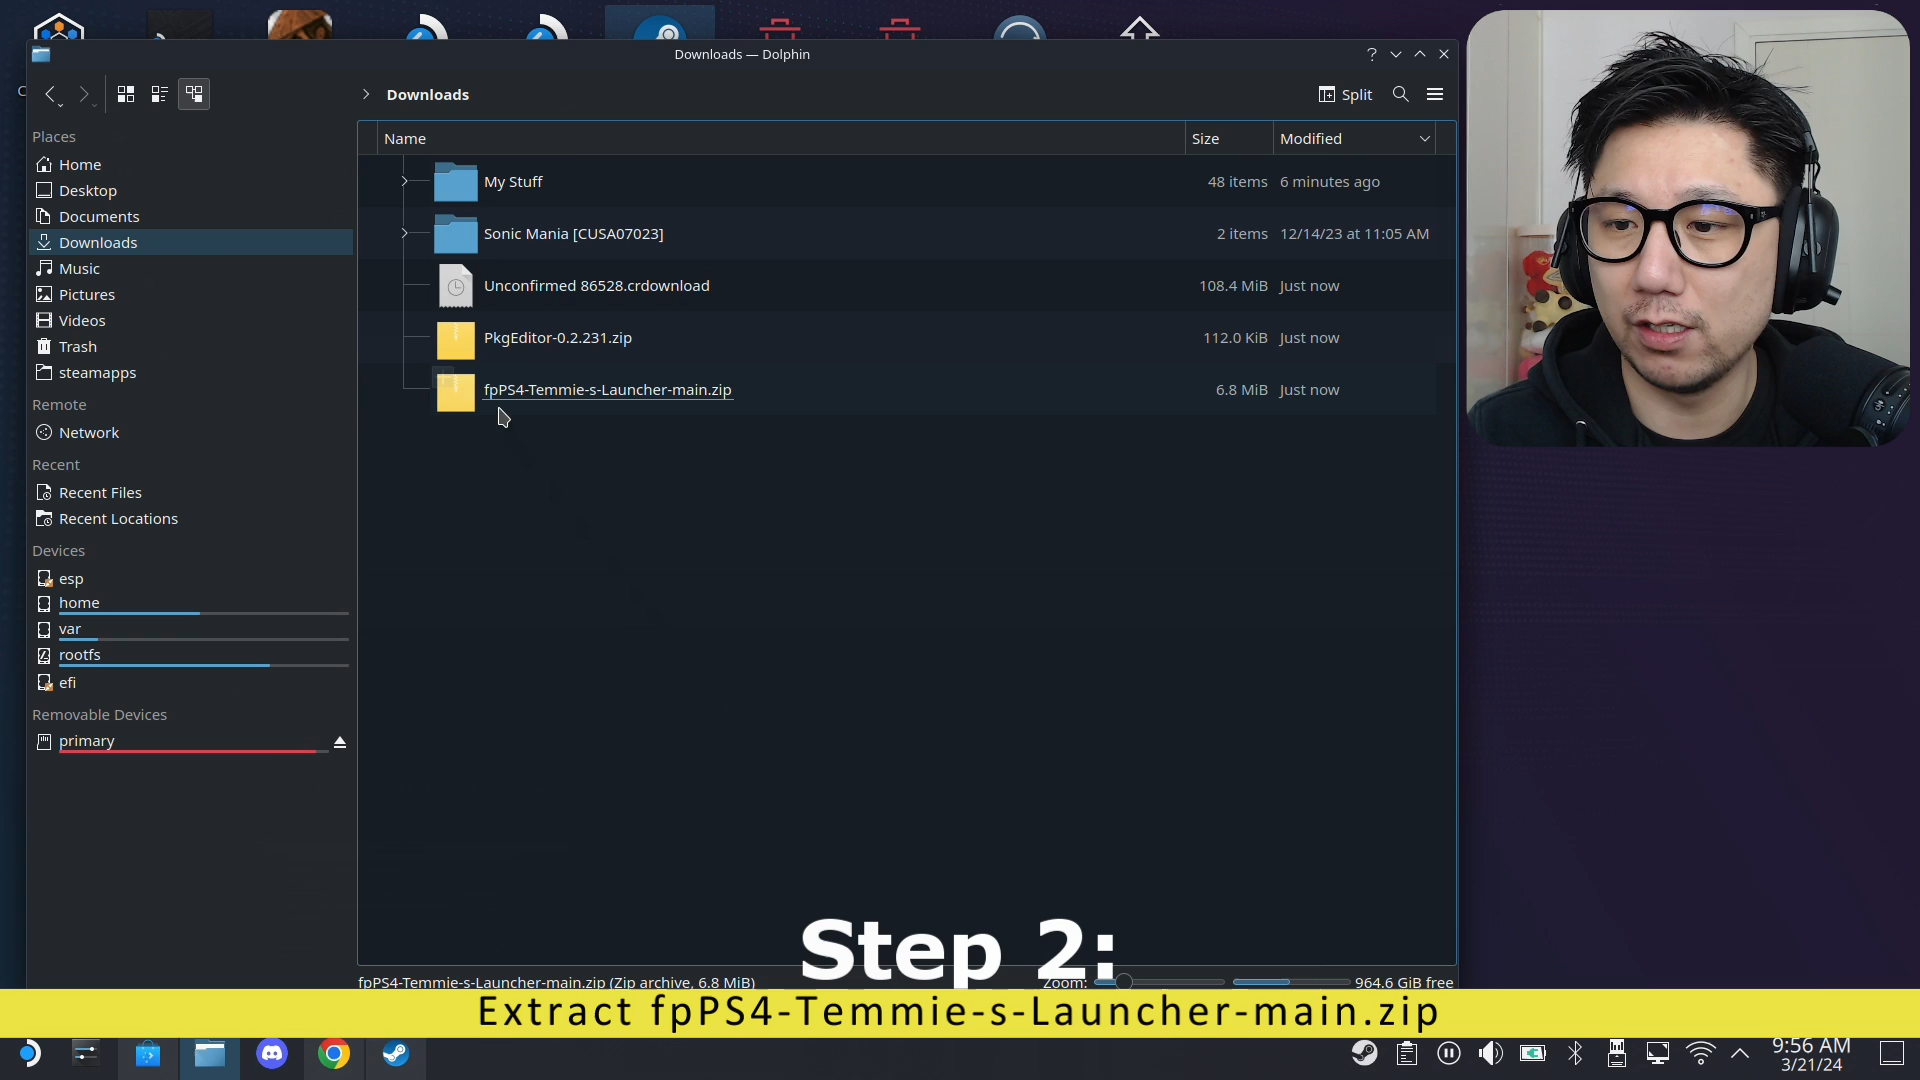 Downloads — Dolphin
Downloads
Split
Places
Home
Desktop
Documents
Downloads
Music
Pictures
Videos
Trash
steamapps
Remote
Network
Recent
Recent Files
Recent Locations
Devices
esp
home
var
rootfs
efi
Removable Devices
primary
Name Size Modified
My Stuff 48 items 6 minutes ago
Sonic Mania [CUSA07023] 2 items 12/14/23 at 11:05 AM
Unconfirmed 86528.crdownload 108.4 MiB Just now
PkgEditor-0.2.231.zip 112.0 KiB Just now
fpPS4-Temmie-s-Launcher-main.zip 6.8 MiB Just now
fpPS4-Temmie-s-Launcher-main.zip (Zip archive, 6.8 MiB) Zoom: 964.6 GiB free
Step 2:
Extract fpPS4-Temmie-s-Launcher-main.zip
9:56 AM
3/21/24